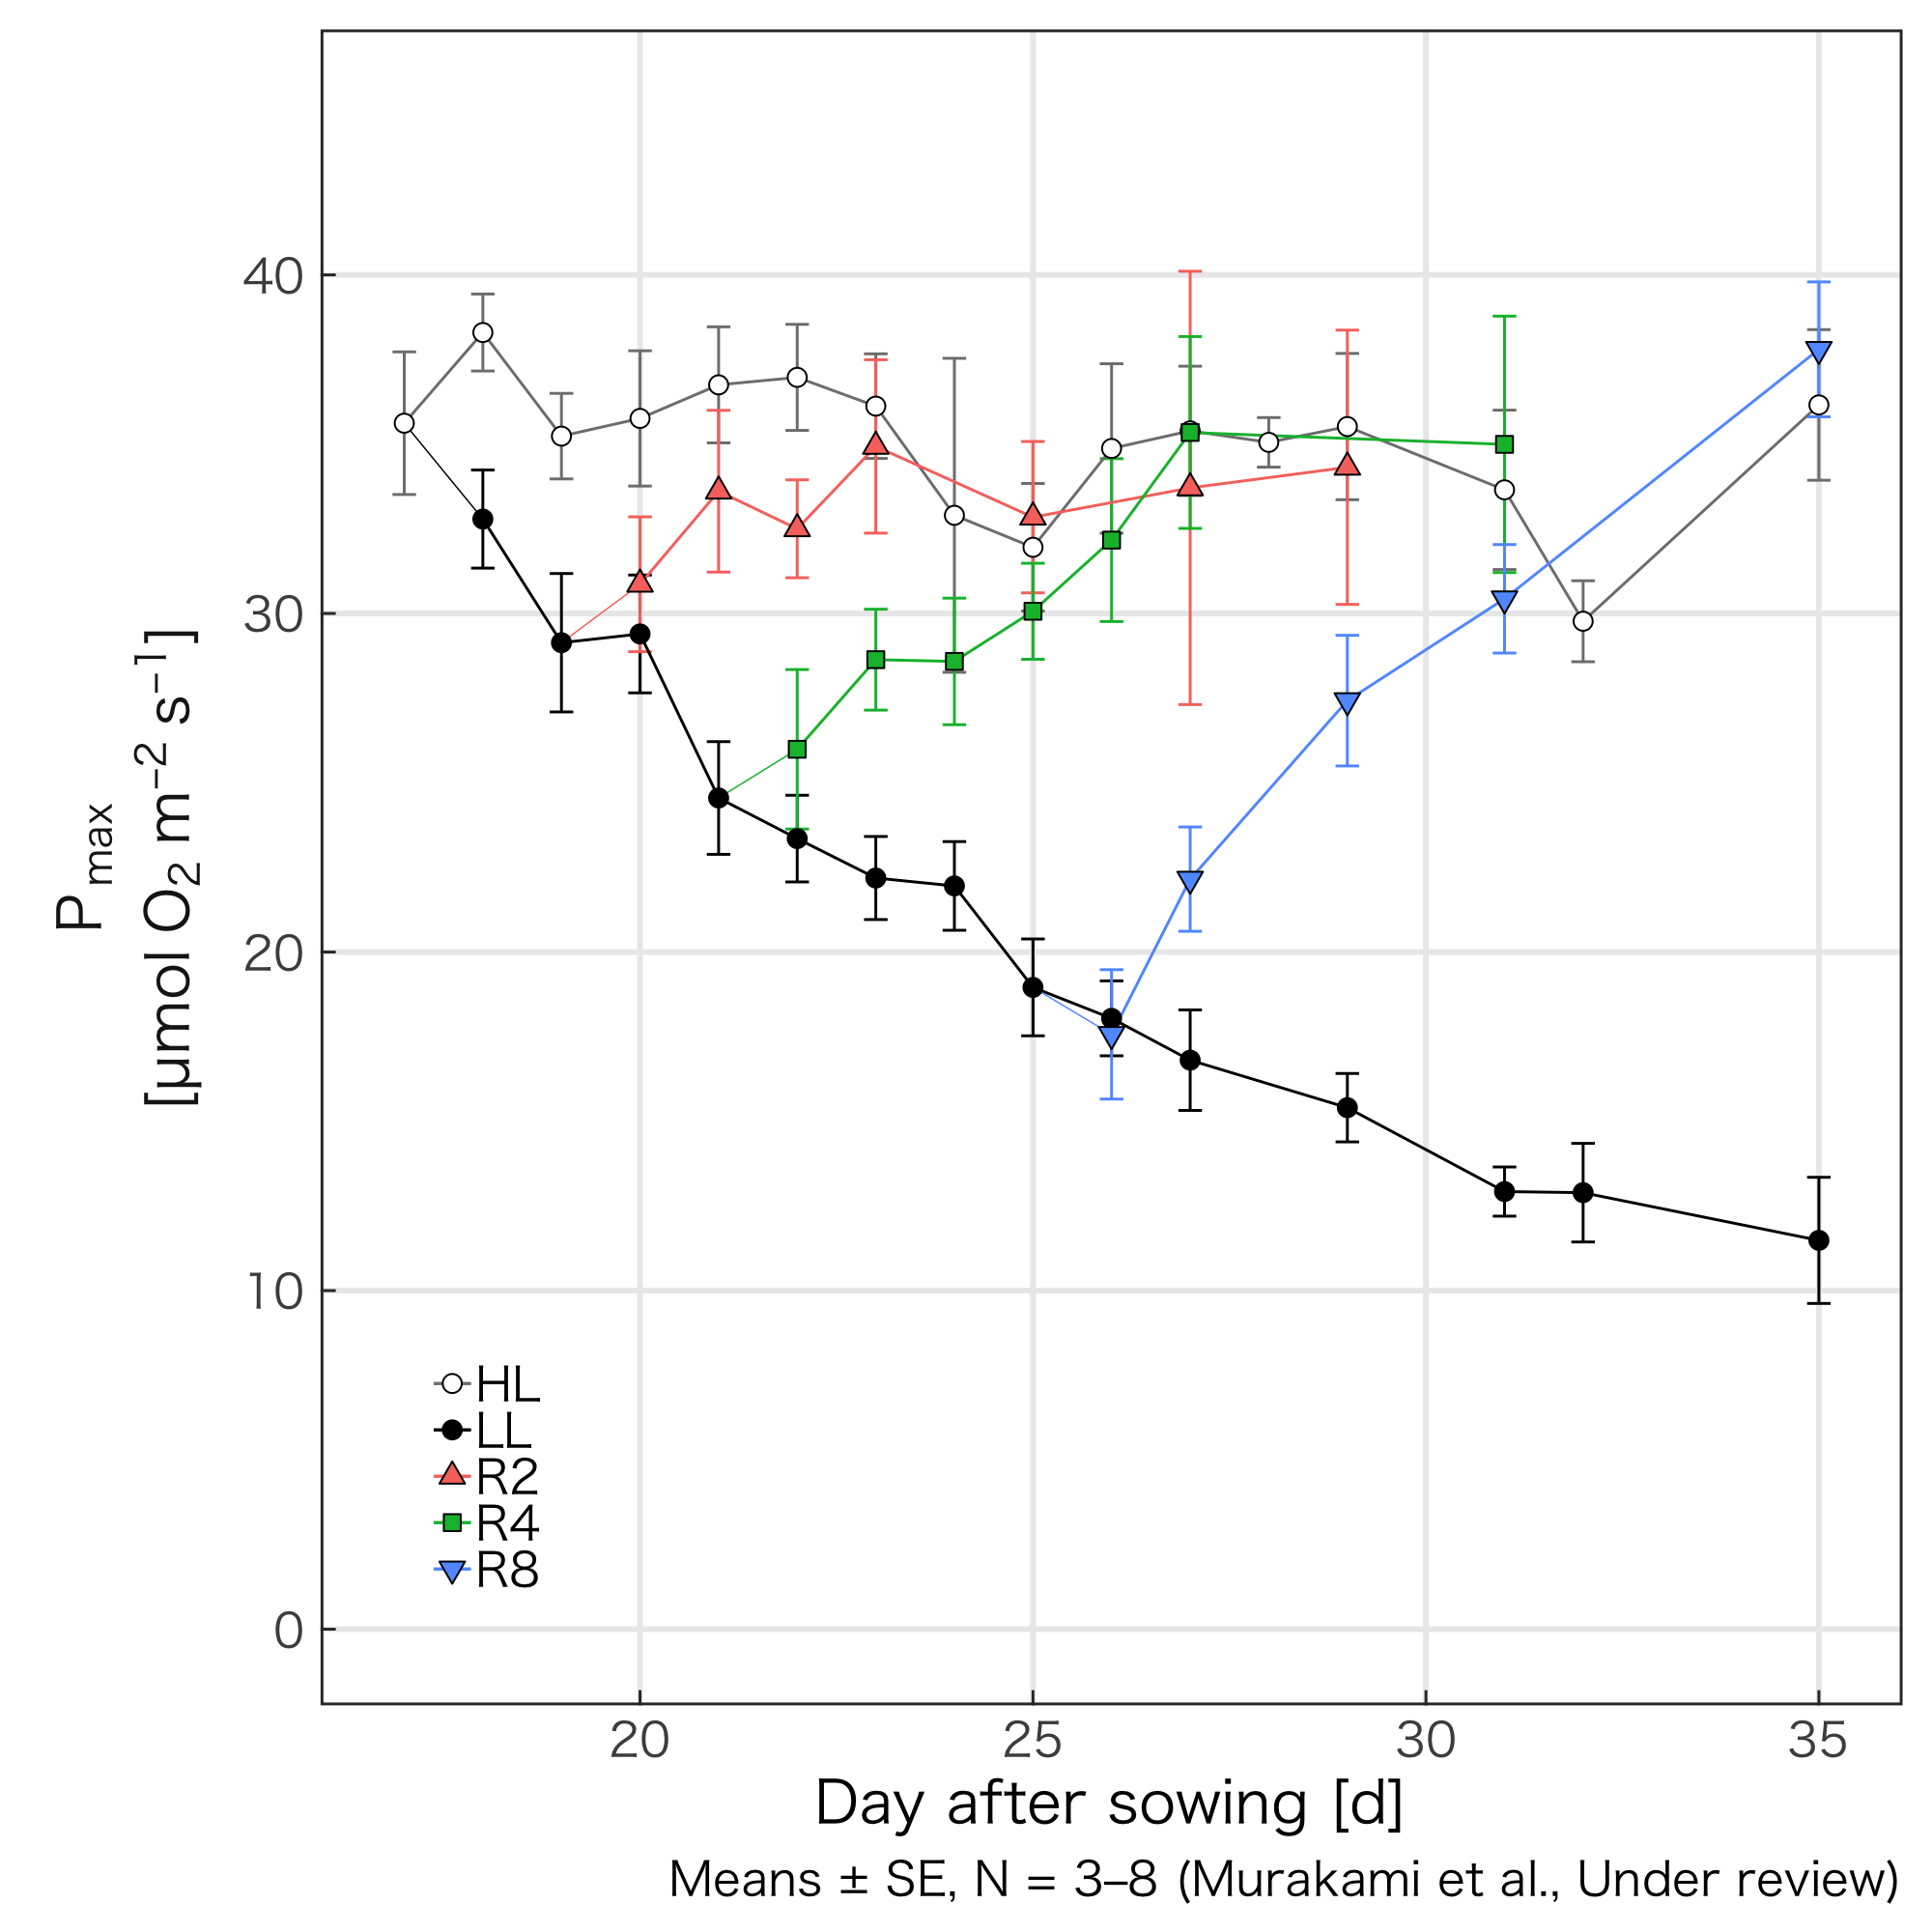 40
30
20
10
0
P max
[µmol O₂ m⁻² s⁻¹]
HL
LL
R2
R4
R8
20 25 30 35
Day after sowing [d]
Means ± SE, N = 3–8 (Murakami et al., Under review)